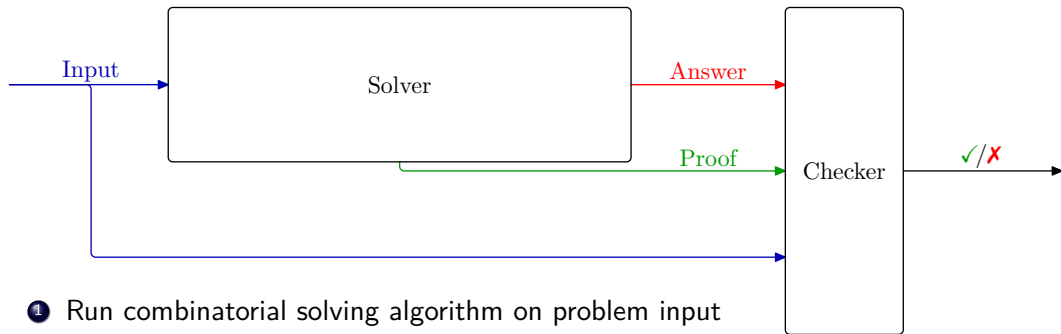 Input
Solver
Answer
Proof
Checker
✓/✗
1 Run combinatorial solving algorithm on problem input